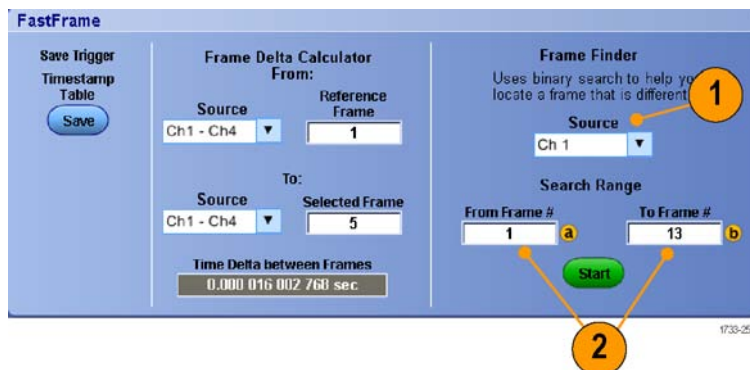 FastFrame
Save Trigger
Timestamp
Table
Save
Frame Delta Calculator
From:
Source
Ch1 - Ch4
Reference
Frame
1
To:
Source
Ch1 - Ch4
Selected Frame
5
Time Delta between Frames
0.000 016 002 768 sec
Frame Finder
Uses binary search to help
locate a frame that is different
1
Source
Ch 1
Search Range
From Frame #
1
a
To Frame #
13
b
Start
2